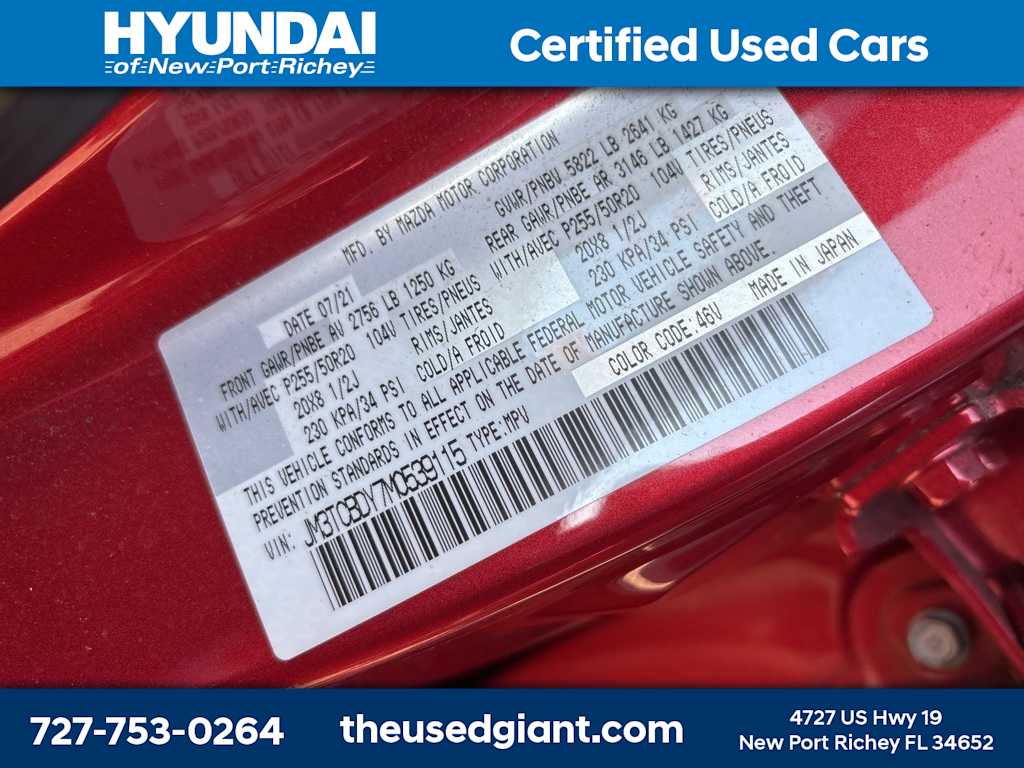 HYUNDAI
of New Port Richey
Certified Used Cars
MFD. BY MAZDA MOTOR CORPORATION
DATE 07/21
GVWR/PNBV 5822 LB 2641 KG
FRONT GAWR/PNBE AV 2756 LB 1250 KG
REAR GAWR/PNBE AR 3146 LB 1427 KG
WITH/AVEC P255/50R20 104V TIRES/PNEUS
WITH/AVEC P255/50R20 104V TIRES/PNEUS
20X8 1/2J RIMS/JANTES
20X8 1/2J RIMS/JANTES
230 KPA/34 PSI COLD/A FROID
230 KPA/34 PSI COLD/A FROID
THIS VEHICLE CONFORMS TO ALL APPLICABLE FEDERAL MOTOR VEHICLE SAFETY AND THEFT
PREVENTION STANDARDS IN EFFECT ON THE DATE OF MANUFACTURE SHOWN ABOVE.
VIN: JM3TCBDY7M0539115 TYPE:MPV
COLOR CODE:46V MADE IN JAPAN
727-753-0264
theusedgiant.com
4727 US Hwy 19
New Port Richey FL 34652